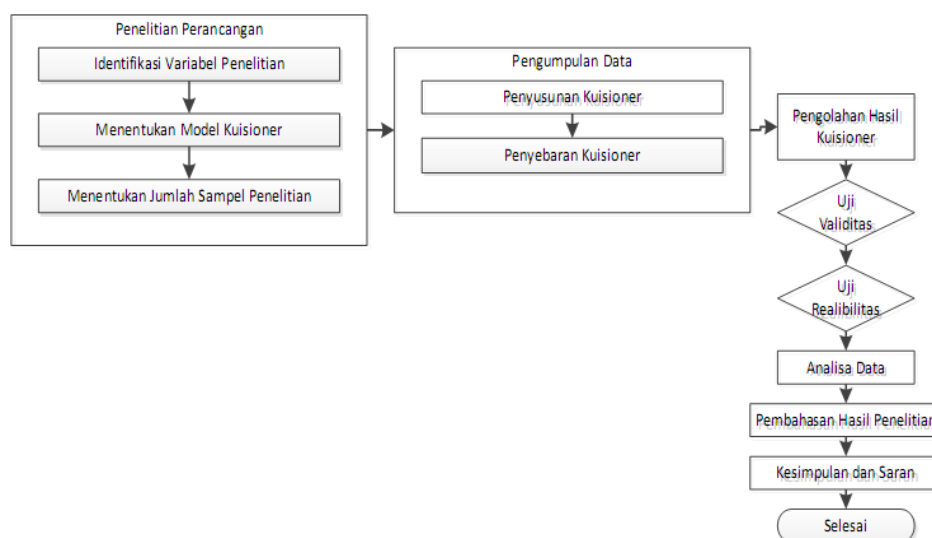 Penelitian Perancangan
Identifikasi Variabel Penelitian
Menentukan Model Kuisioner
Menentukan Jumlah Sampel Penelitian
Pengumpulan Data
Penyusunan Kuisioner
Penyebaran Kuisioner
Pengolahan Hasil
Kuisioner
Uji
Validitas
Uji
Realibilitas
Analisa Data
Pembahasan Hasil Penelitian
Kesimpulan dan Saran
Selesai